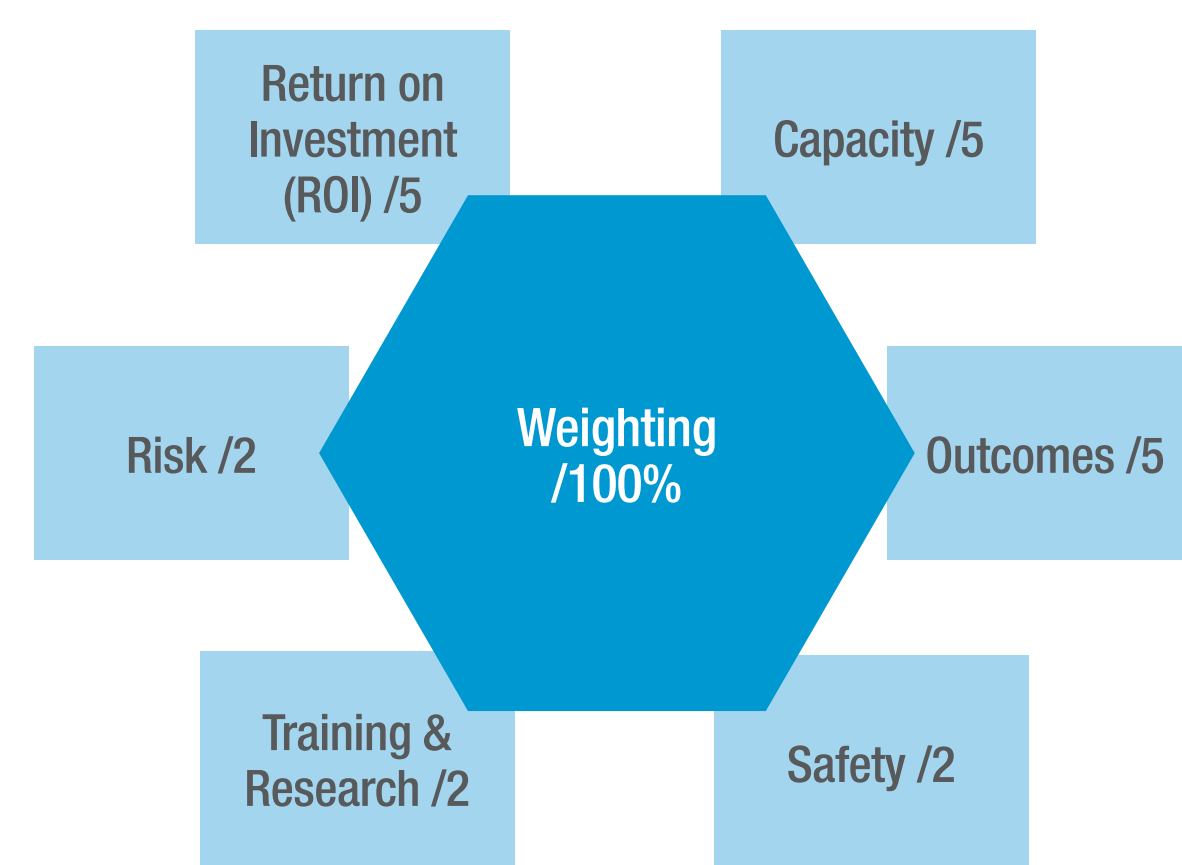 Return on
Investment
(ROI) /5
Capacity /5
Risk /2
Weighting
/100%
Outcomes /5
Training &
Research /2
Safety /2